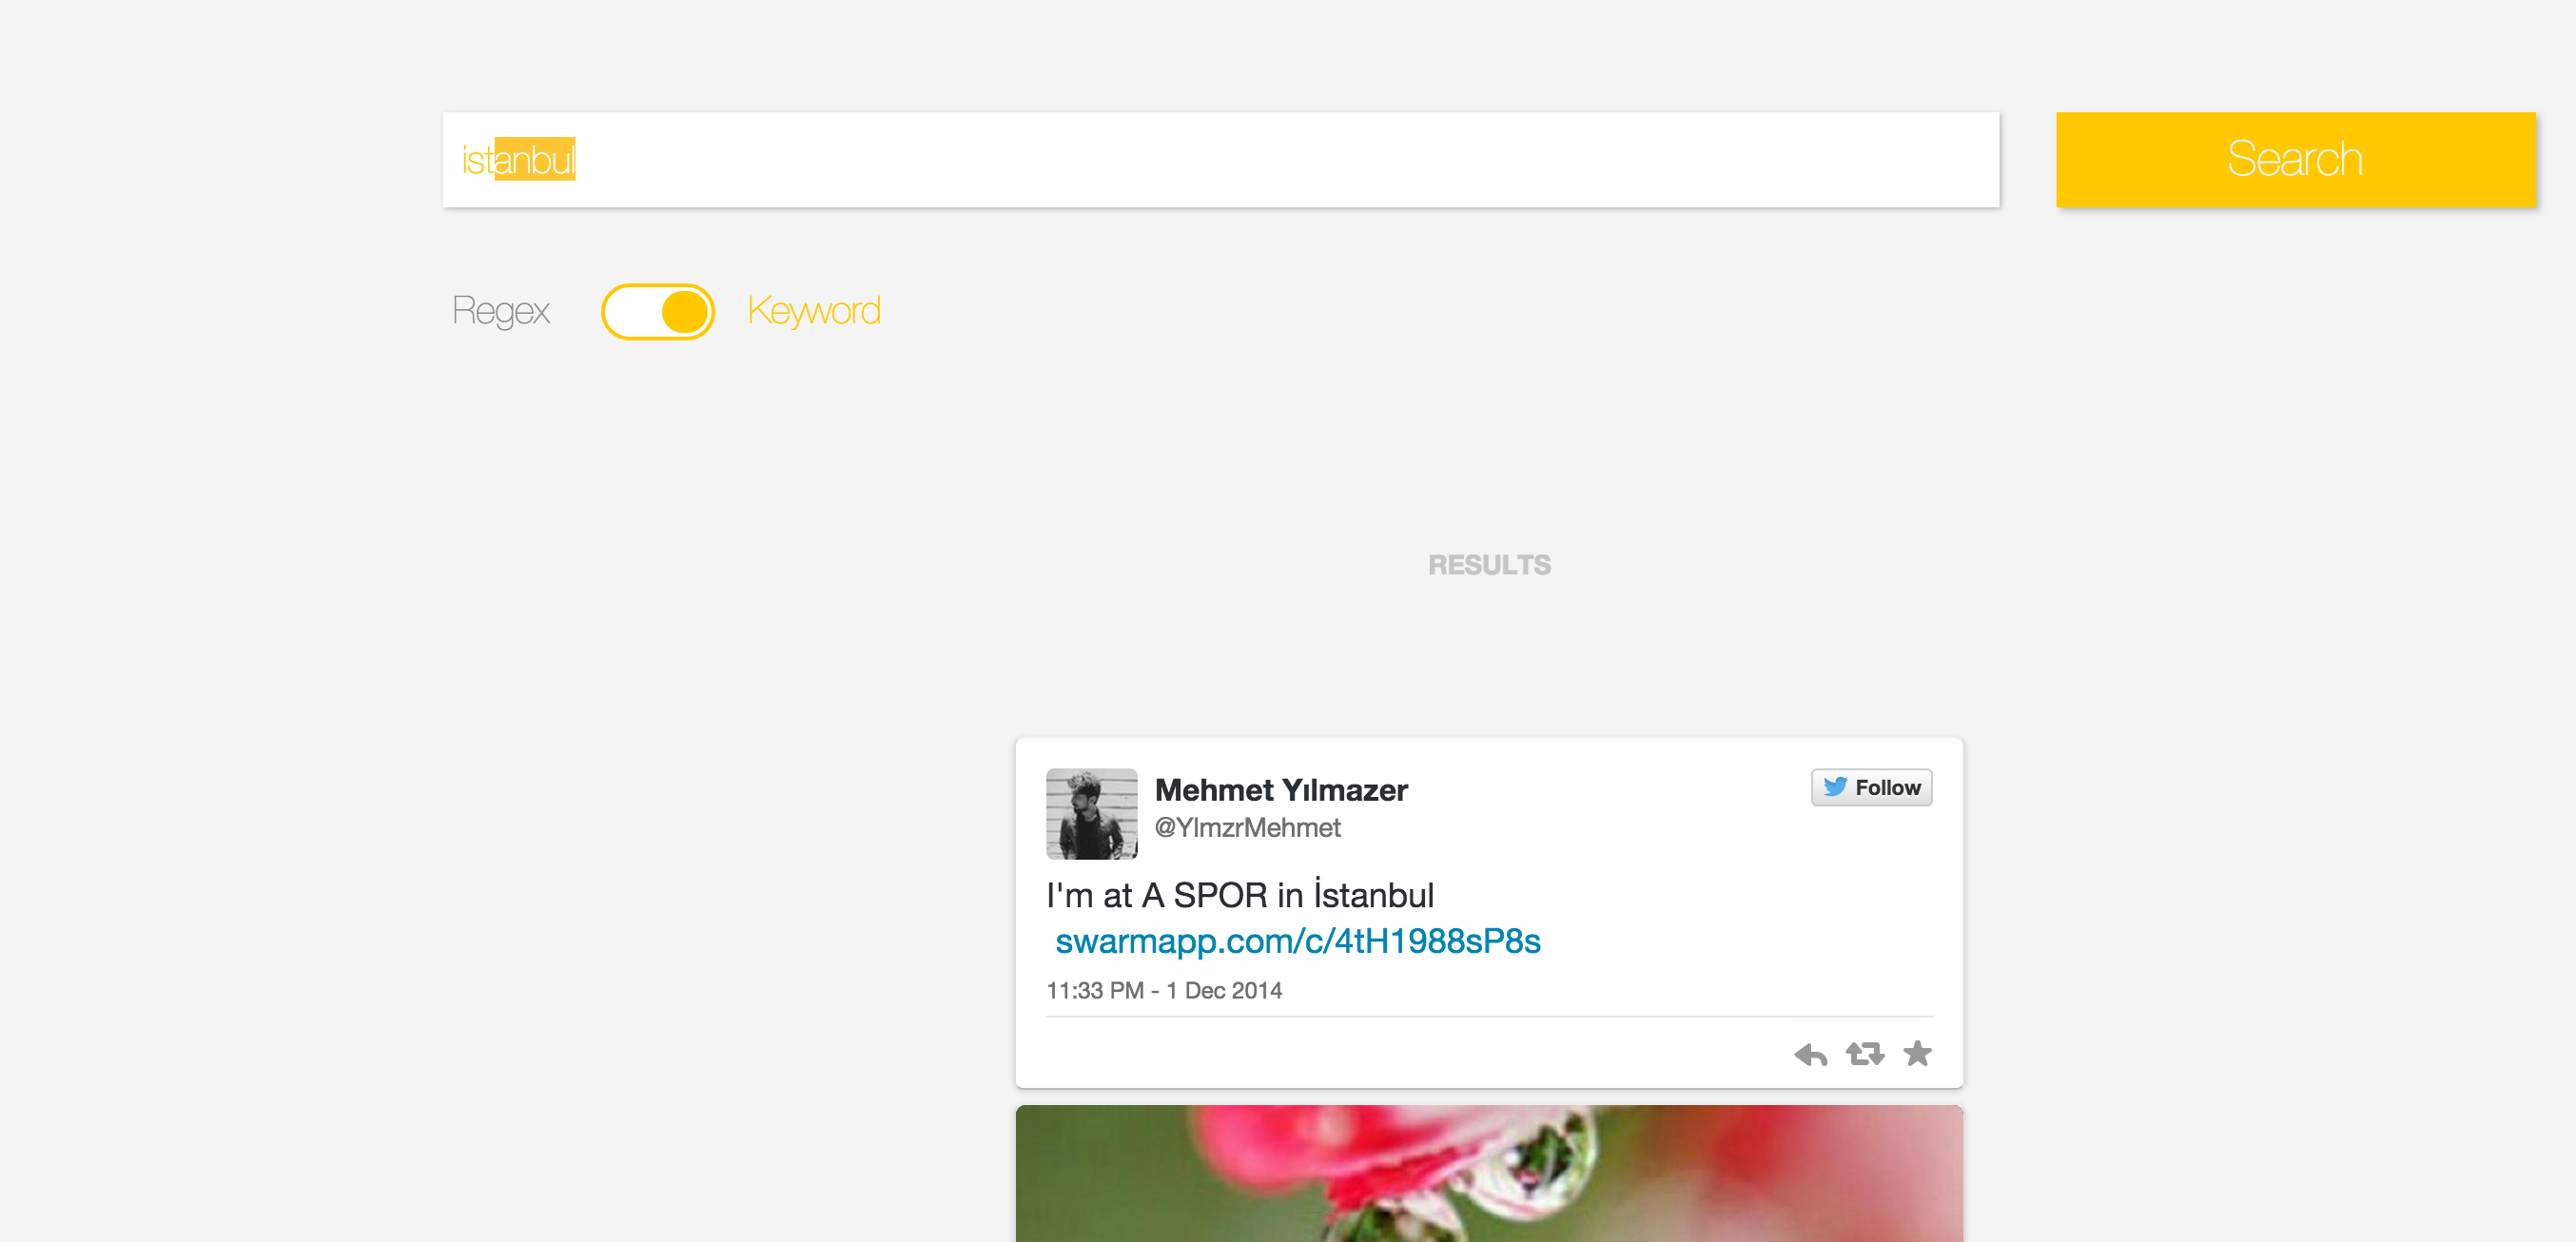 istanbul
Search
Regex
Keyword
RESULTS
Mehmet Yılmazer
Follow
@YlmzrMehmet
I'm at A SPOR in İstanbul
swarmapp.com/c/4tH1988sP8s
11:33 PM - 1 Dec 2014